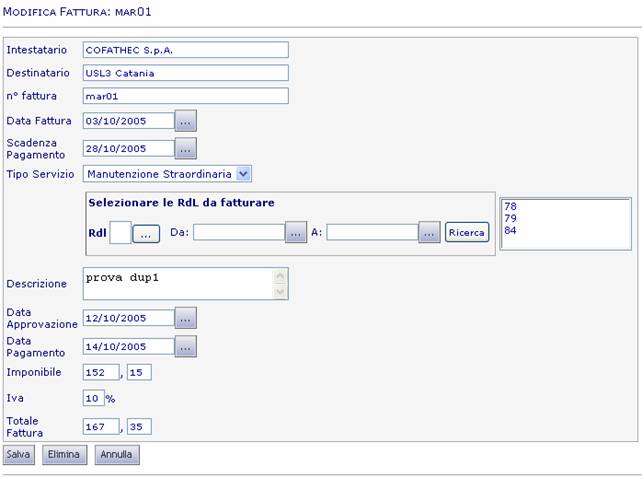 MODIFICA FATTURA: MAR01
Intestatario COFATHEC S.p.A.
Destinatario USL3 Catania
n° fattura mar01
Data Fattura 03/10/2005 ...
Scadenza Pagamento 28/10/2005 ...
Tipo Servizio Manutenzione Straordinaria
Selezionare le RdL da fatturare
Rdl ... Da: ... A: ... Ricerca
78
79
84
Descrizione prova dup1
Data Approvazione 12/10/2005 ...
Data Pagamento 14/10/2005 ...
Imponibile 152 , 15
Iva 10 %
Totale Fattura 167 , 35
Salva Elimina Annulla